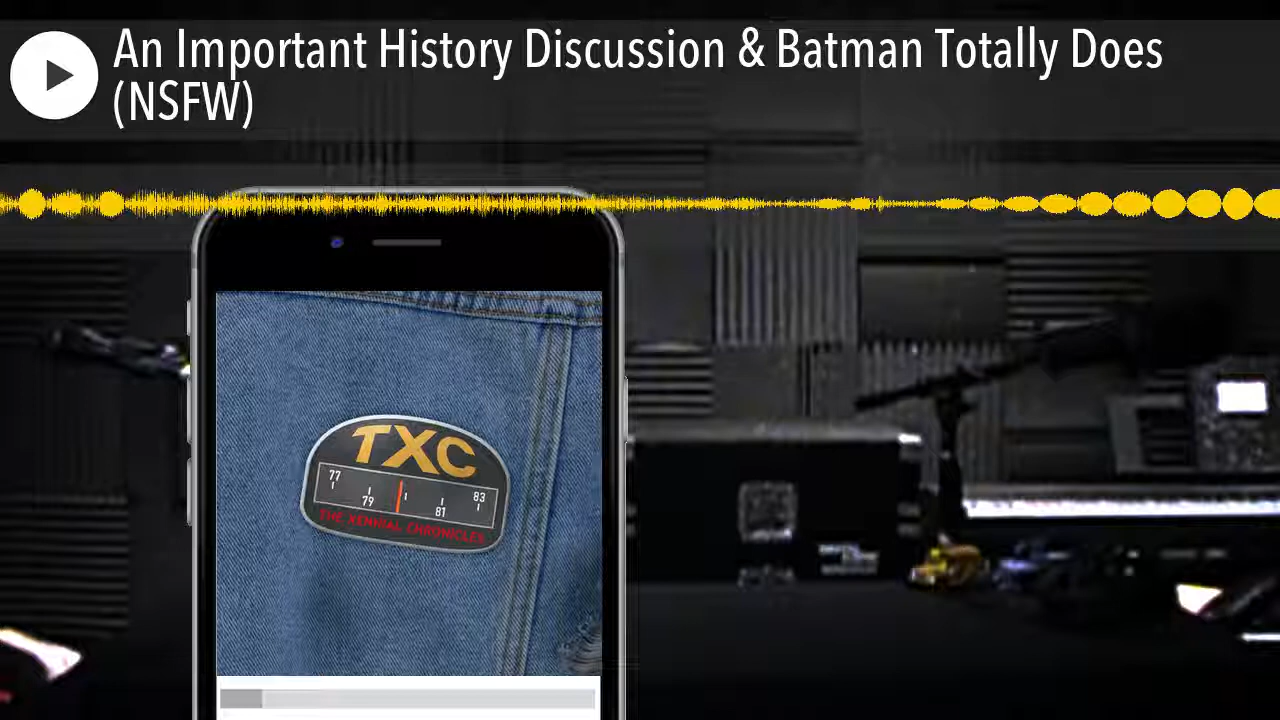 An Important History Discussion & Batman Totally Does
(NSFW)
TXC
77 79 81 83
THE XENNIAL CHRONICLES